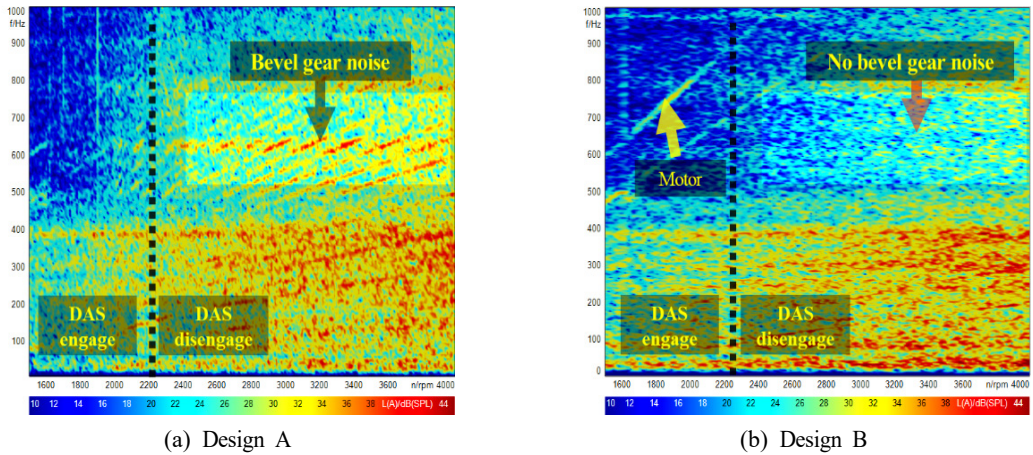 1000
f/Hz
900
800
700
600
500
400
300
200
100
Bevel gear noise
DAS
engage
DAS
disengage
1600 1800 2000 2200 2400 2600 2800 3000 3200 3400 3600 n/rpm 4000
10 12 14 16 18 20 22 24 26 28 30 32 34 36 38 L(A)/dB(SPL) 44
(a) Design A
1000
f/Hz
900
800
700
600
500
400
300
200
100
0
No bevel gear noise
Motor
DAS
engage
DAS
disengage
1600 1800 2000 2200 2400 2600 2800 3000 3200 3400 3600 n/rpm 4000
10 12 14 16 18 20 22 24 26 28 30 32 34 36 38 L(A)/dB(SPL) 44
(b) Design B